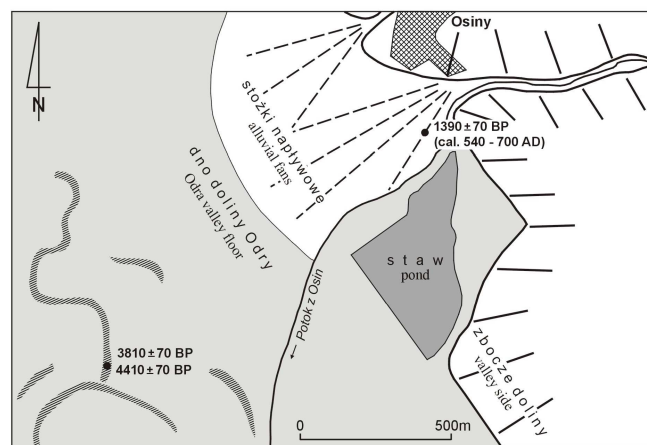 Osiny
N
stożki napływowe
alluvial fans
1390±70 BP
(cal. 540 - 700 AD)
dno doliny Odry
Odra valley floor
staw
pond
Potok z Osin
3810±70 BP
4410±70 BP
zbocze doliny
valley side
0 500m